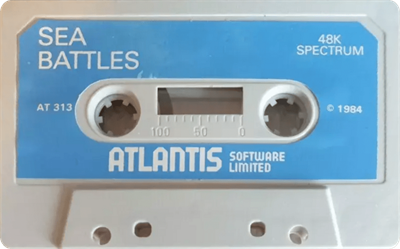 SEA
BATTLES
48K
SPECTRUM
AT 313
© 1984
100 50 0
ATLANTIS SOFTWARE
LIMITED